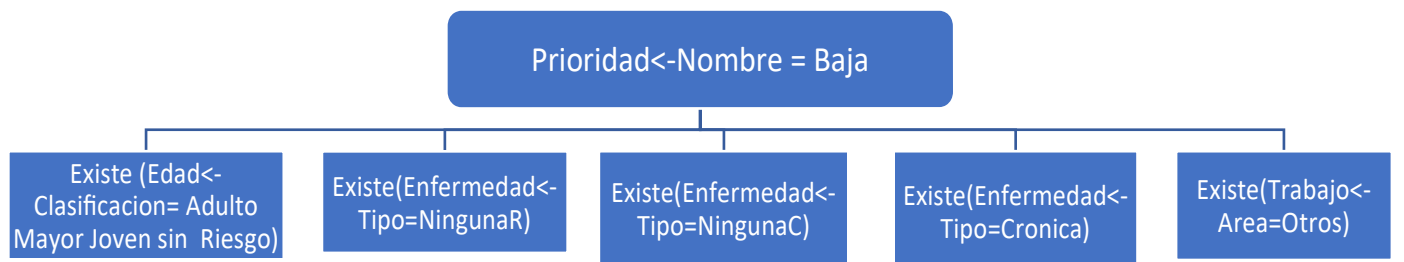 Prioridad<-Nombre = Baja
Existe (Edad<-
Clasificacion= Adulto
Mayor Joven sin  Riesgo)
Existe(Enfermedad<-
Tipo=NingunaR)
Existe(Enfermedad<-
Tipo=NingunaC)
Existe(Enfermedad<-
Tipo=Cronica)
Existe(Trabajo<-
Area=Otros)